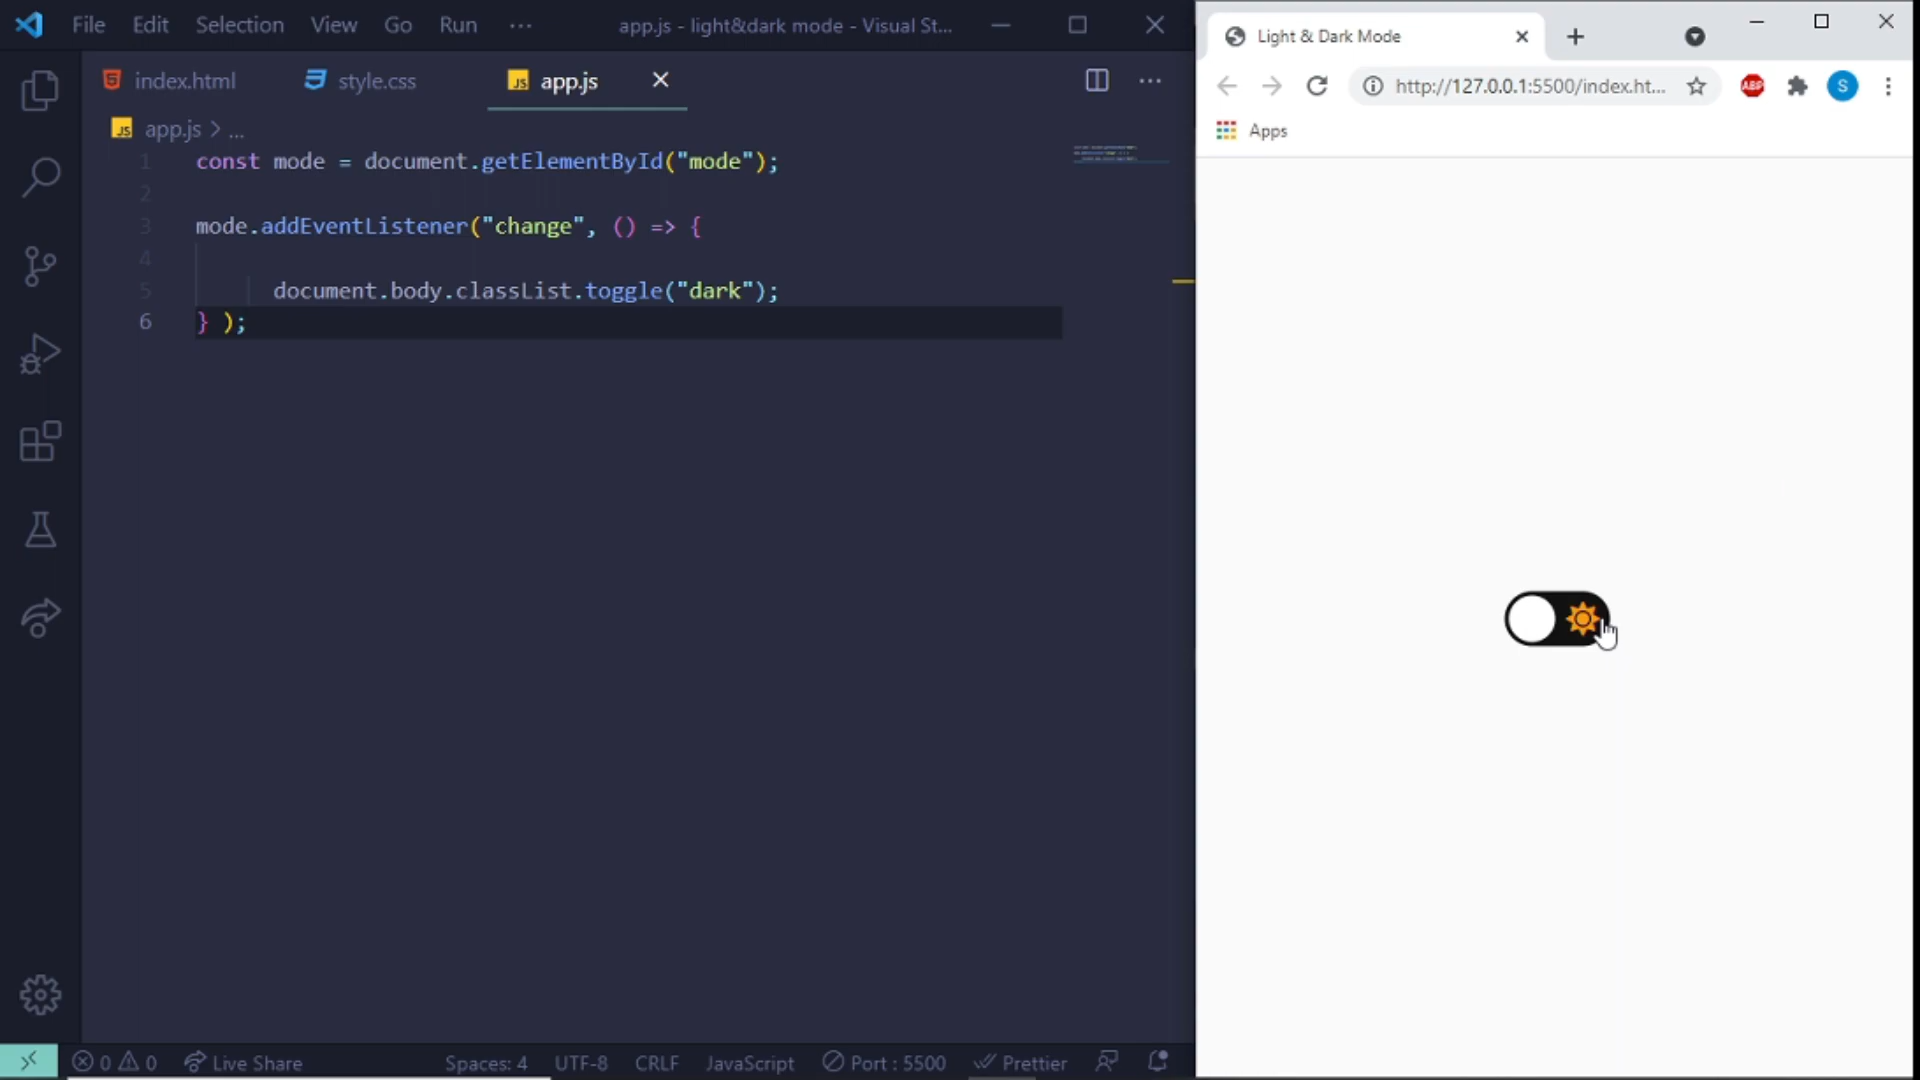 File Edit Selection View Go Run ... app.js - light&dark mode - Visual St...
index.html style.css app.js
app.js > ...
1 const mode = document.getElementById("mode");
2
3 mode.addEventListener("change", () => {
4
5 document.body.classList.toggle("dark");
6 } );
0 0 Live Share Spaces: 4 UTF-8 CRLF JavaScript Port : 5500 Prettier
Light & Dark Mode
http://127.0.0.1:5500/index.ht... ABP S
Apps